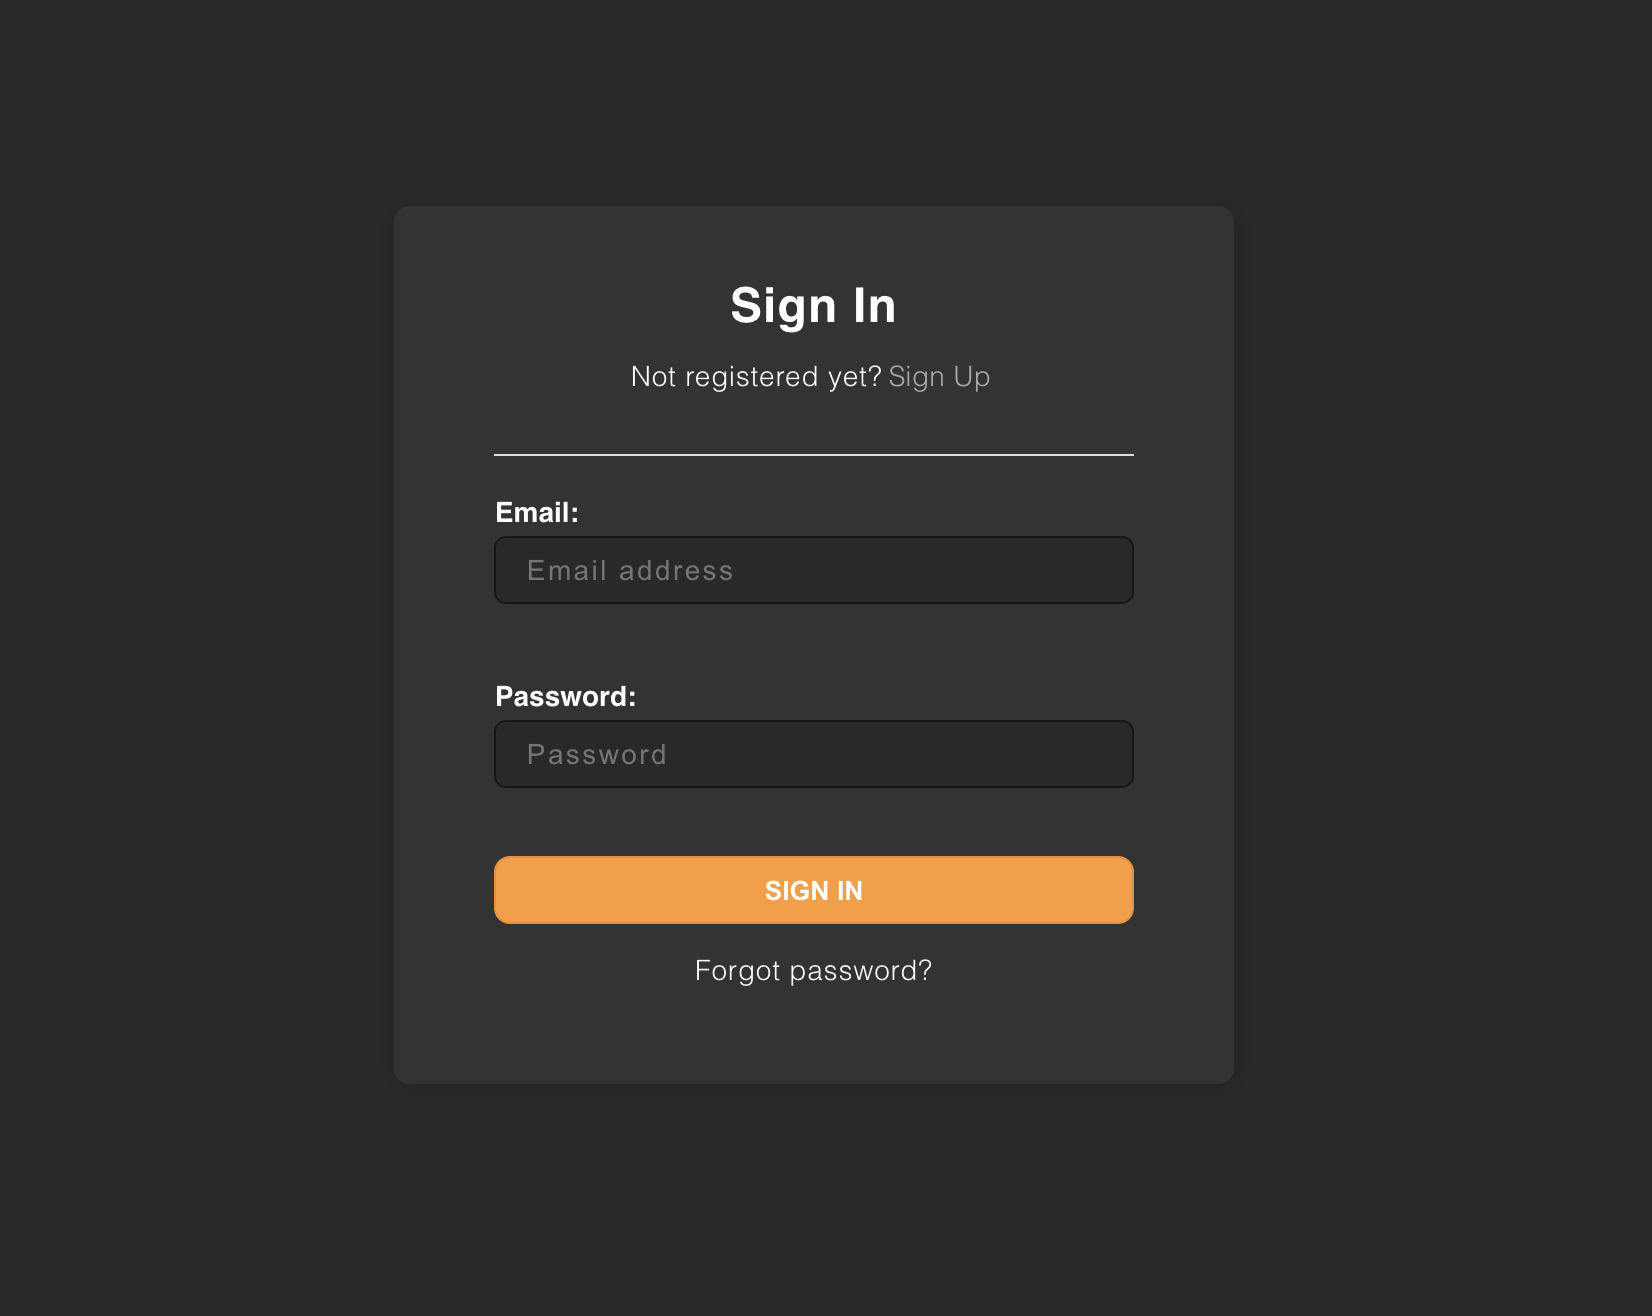 Sign In
Not registered yet? Sign Up
Email:
Email address
Password:
Password
SIGN IN
Forgot password?